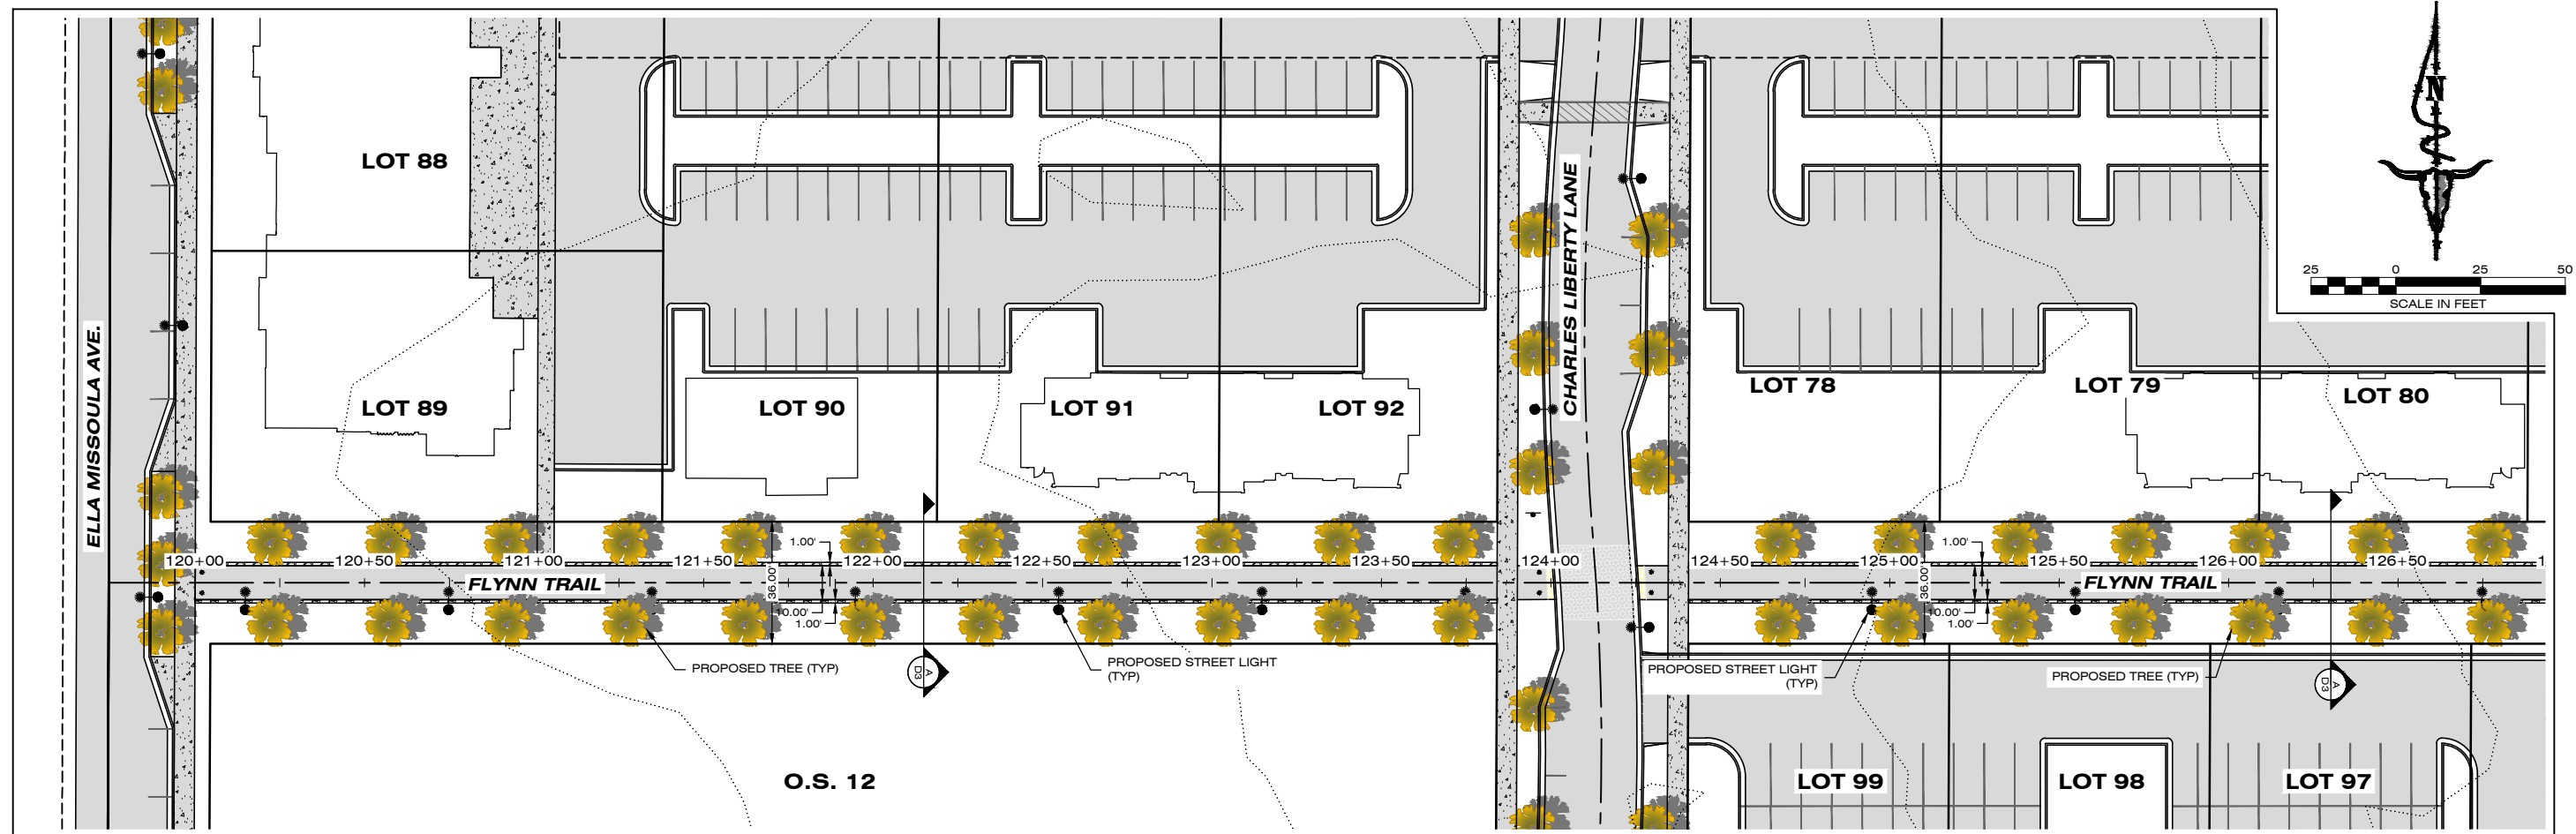 N
25 0 25 50
SCALE IN FEET
LOT 88
ELLA MISSOULA AVE.
CHARLES LIBERTY LANE
LOT 89
LOT 90
LOT 91
LOT 92
LOT 78
LOT 79
LOT 80
120+00 120+50 121+00 121+50 122+00 122+50 123+00 123+50 124+00 124+50 125+00 125+50 126+00 126+50 1
FLYNN TRAIL
FLYNN TRAIL
1.00'
36.00'
10.00'
1.00'
1.00'
36.00'
10.00'
1.00'
PROPOSED TREE (TYP)
A
D3
PROPOSED STREET LIGHT
(TYP)
PROPOSED STREET LIGHT
(TYP)
PROPOSED TREE (TYP)
A
D3
O.S. 12
LOT 99
LOT 98
LOT 97